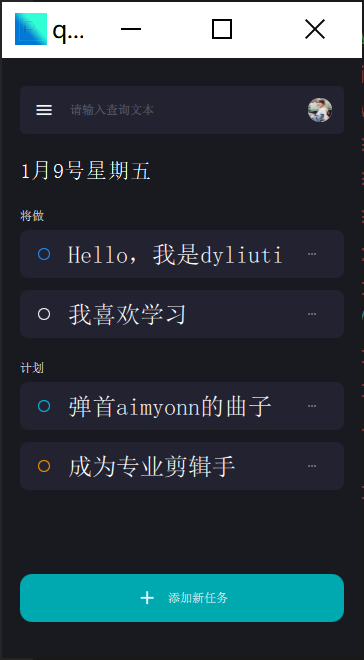 q...
请输入查询文本
1月9号星期五
将做
Hello，我是dyliuti
我喜欢学习
计划
弹首aimyonn的曲子
成为专业剪辑手
添加新任务